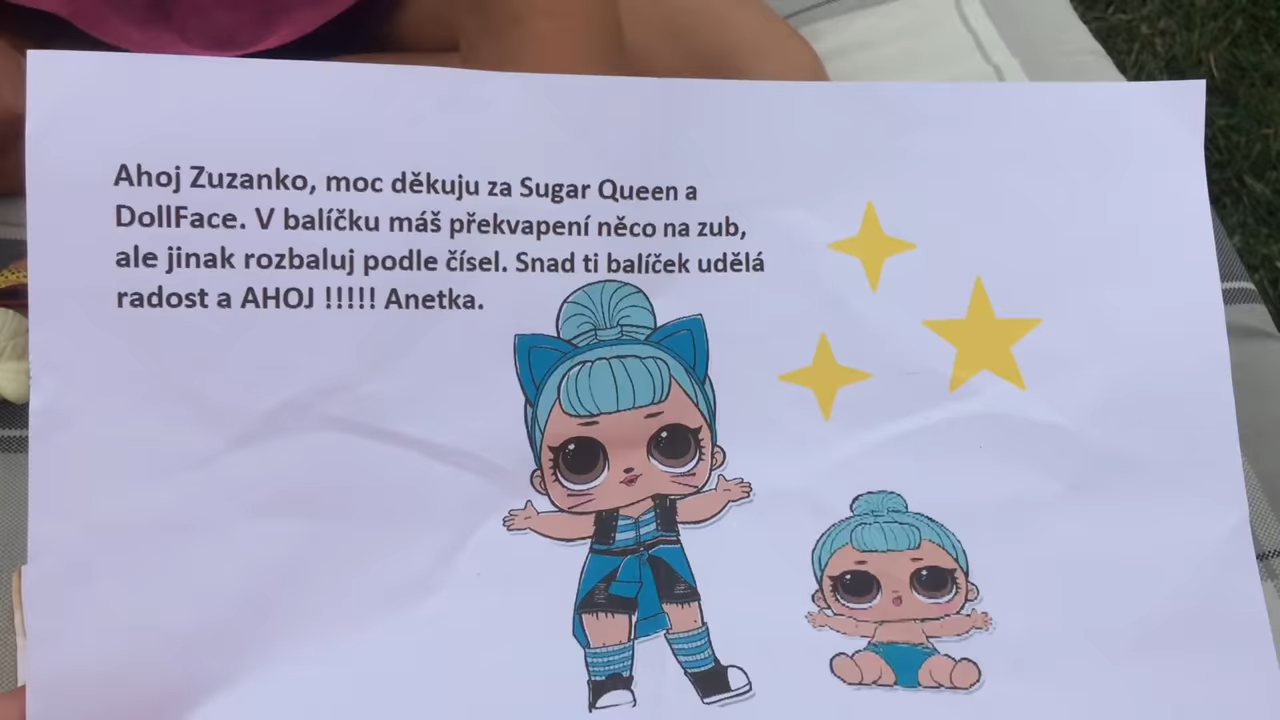 Ahoj Zuzanko, moc děkuju za Sugar Queen a
DollFace. V balíčku máš překvapení něco na zub,
ale jinak rozbaluj podle čísel. Snad ti balíček udělá
radost a AHOJ !!!!! Anetka.